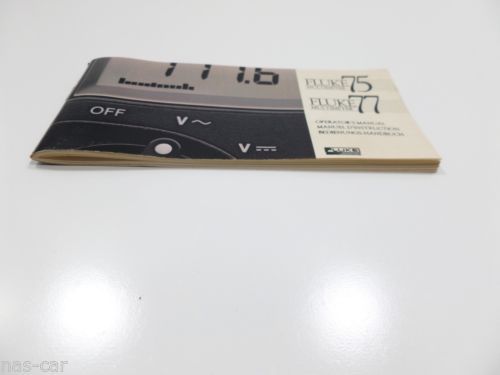 111.6
OFF
V~
V
FLUKE 75
MULTIMETER
FLUKE 77
MULTIMETER
OPERATOR'S MANUAL
MANUEL D'INSTRUCTION
BEDIENUNGS-HANDBUCH
FLUKE
nas-car